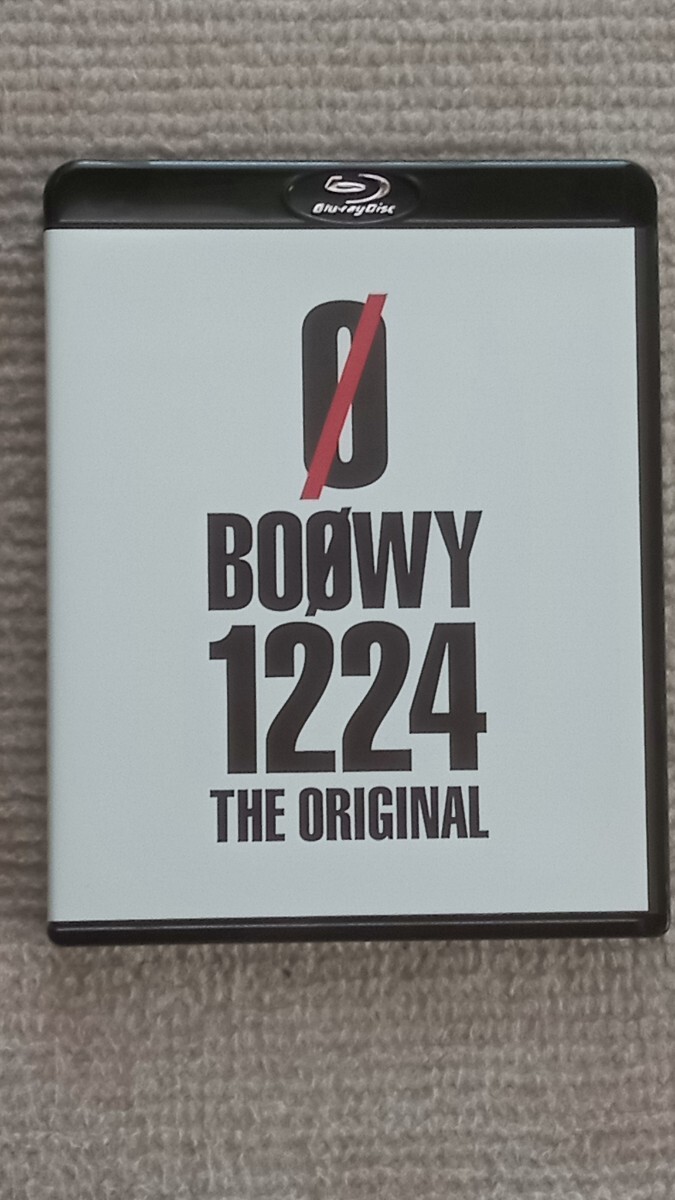 Blu-ray Disc
Ø
BOØWY
1224
THE ORIGINAL